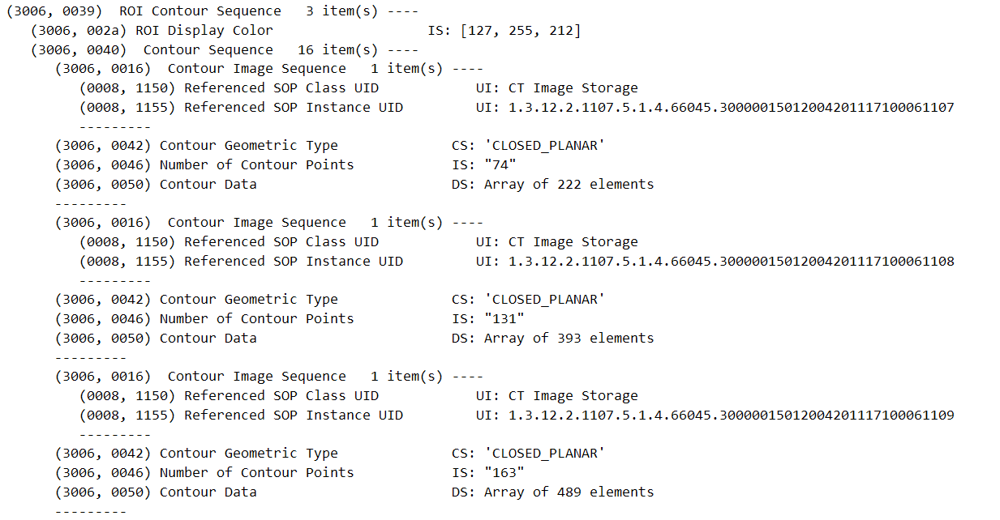 (3006, 0039)  ROI Contour Sequence   3 item(s) ----
   (3006, 002a) ROI Display Color                   IS: [127, 255, 212]
   (3006, 0040)  Contour Sequence   16 item(s) ----
      (3006, 0016)  Contour Image Sequence   1 item(s) ----
         (0008, 1150) Referenced SOP Class UID            UI: CT Image Storage
         (0008, 1155) Referenced SOP Instance UID         UI: 1.3.12.2.1107.5.1.4.66045.30000015012004201117100061107
         ---------
      (3006, 0042) Contour Geometric Type              CS: 'CLOSED_PLANAR'
      (3006, 0046) Number of Contour Points            IS: "74"
      (3006, 0050) Contour Data                        DS: Array of 222 elements
      ---------
      (3006, 0016)  Contour Image Sequence   1 item(s) ----
         (0008, 1150) Referenced SOP Class UID            UI: CT Image Storage
         (0008, 1155) Referenced SOP Instance UID         UI: 1.3.12.2.1107.5.1.4.66045.30000015012004201117100061108
         ---------
      (3006, 0042) Contour Geometric Type              CS: 'CLOSED_PLANAR'
      (3006, 0046) Number of Contour Points            IS: "131"
      (3006, 0050) Contour Data                        DS: Array of 393 elements
      ---------
      (3006, 0016)  Contour Image Sequence   1 item(s) ----
         (0008, 1150) Referenced SOP Class UID            UI: CT Image Storage
         (0008, 1155) Referenced SOP Instance UID         UI: 1.3.12.2.1107.5.1.4.66045.30000015012004201117100061109
         ---------
      (3006, 0042) Contour Geometric Type              CS: 'CLOSED_PLANAR'
      (3006, 0046) Number of Contour Points            IS: "163"
      (3006, 0050) Contour Data                        DS: Array of 489 elements
      ---------